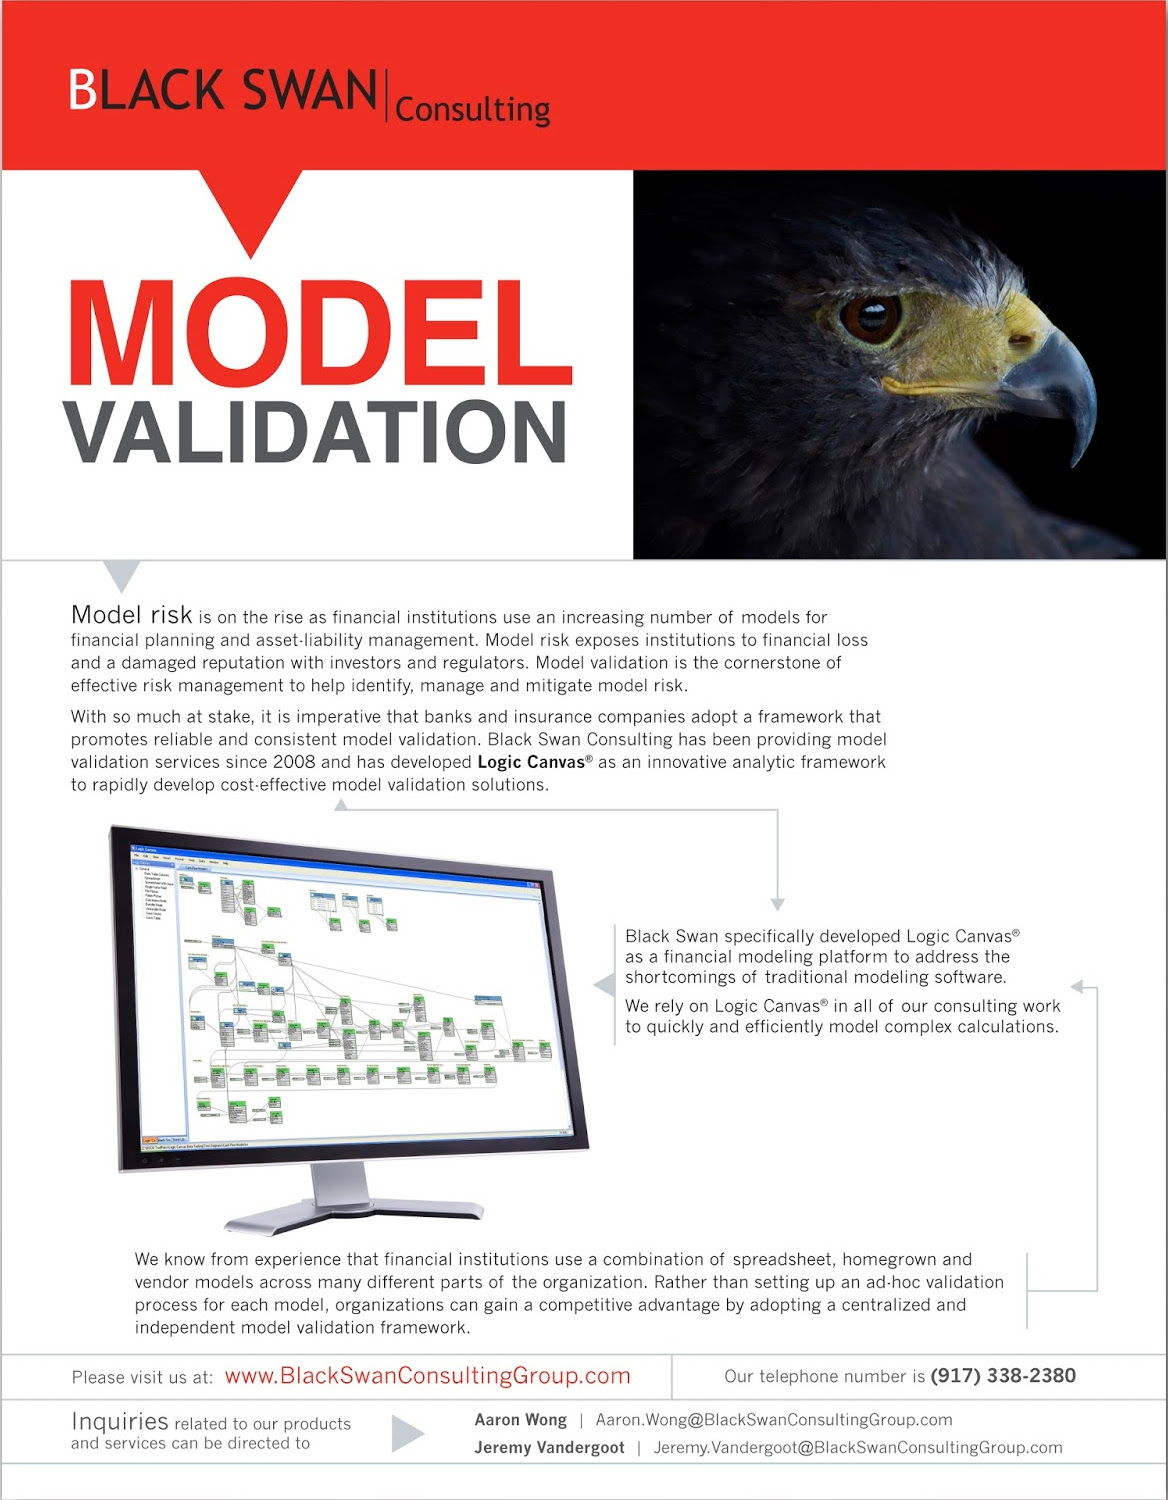 BLACK SWAN Consulting
MODEL
VALIDATION
Model risk is on the rise as financial institutions use an increasing number of models for
financial planning and asset-liability management. Model risk exposes institutions to financial loss
and a damaged reputation with investors and regulators. Model validation is the cornerstone of
effective risk management to help identify, manage and mitigate model risk.
With so much at stake, it is imperative that banks and insurance companies adopt a framework that
promotes reliable and consistent model validation. Black Swan Consulting has been providing model
validation services since 2008 and has developed Logic Canvas® as an innovative analytic framework
to rapidly develop cost-effective model validation solutions.
Black Swan specifically developed Logic Canvas®
as a financial modeling platform to address the
shortcomings of traditional modeling software.
We rely on Logic Canvas® in all of our consulting work
to quickly and efficiently model complex calculations.
We know from experience that financial institutions use a combination of spreadsheet, homegrown and
vendor models across many different parts of the organization. Rather than setting up an ad-hoc validation
process for each model, organizations can gain a competitive advantage by adopting a centralized and
independent model validation framework.
Please visit us at: www.BlackSwanConsultingGroup.com
Our telephone number is (917) 338-2380
Inquiries related to our products
and services can be directed to
Aaron Wong | Aaron.Wong@BlackSwanConsultingGroup.com
Jeremy Vandergoot | Jeremy.Vandergoot@BlackSwanConsultingGroup.com